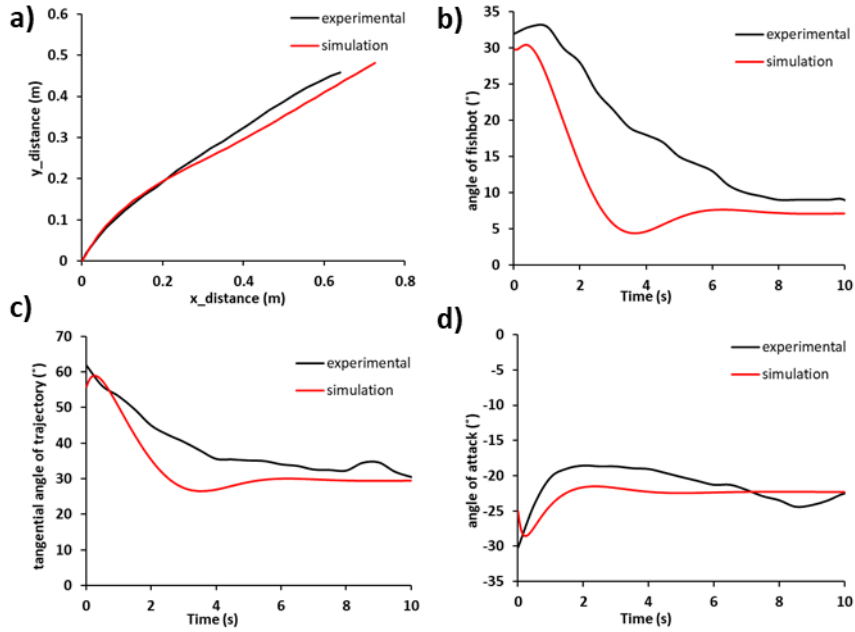 a)
experimental
simulation
0.6
0.5
0.4
0.3
0.2
0.1
0
y_distance (m)
0
0.2
0.4
0.6
0.8
x_distance (m)
b)
experimental
simulation
35
30
25
20
15
10
5
0
angle of fishbot (˚)
0
2
4
6
8
10
Time (s)
c)
experimental
simulation
70
60
50
40
30
20
10
0
tangential angle of trajectory (˚)
0
2
4
6
8
10
Time (s)
d)
experimental
simulation
0
-5
-10
-15
-20
-25
-30
-35
angle of attack (˚)
0
2
4
6
8
10
Time (s)